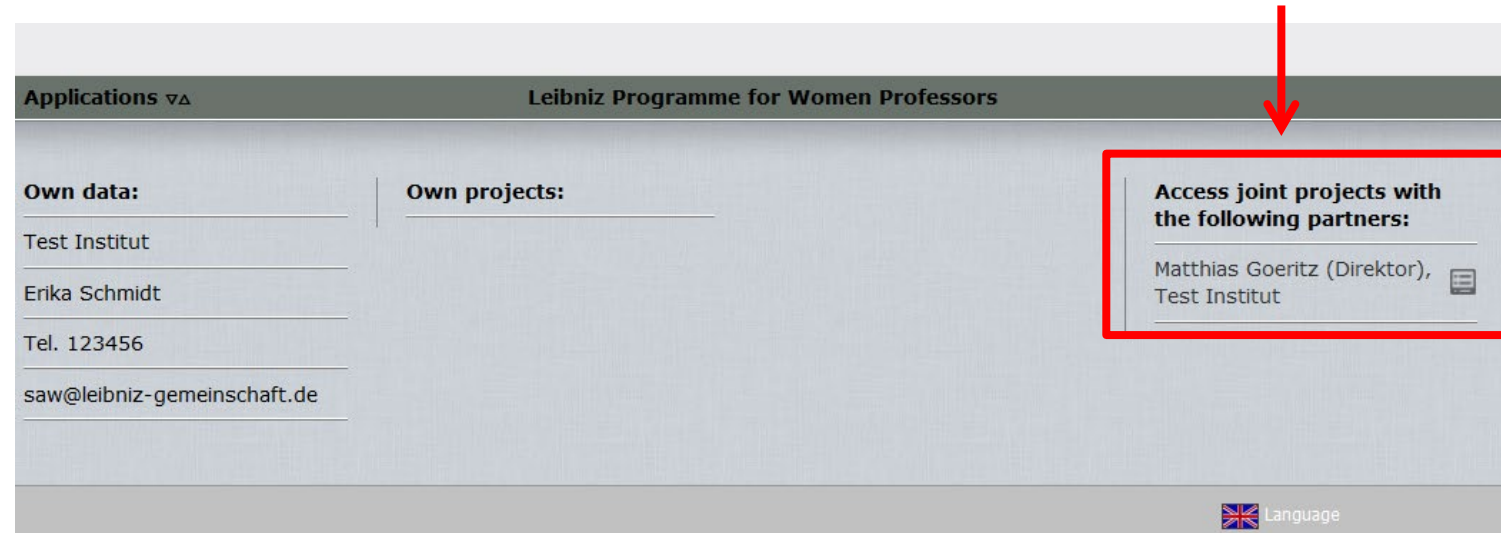 Applications ▽△
Leibniz Programme for Women Professors
Own data:
Test Institut
Erika Schmidt
Tel. 123456
saw@leibniz-gemeinschaft.de
Own projects:
Access joint projects with
the following partners:
Matthias Goeritz (Direktor),
Test Institut
Language